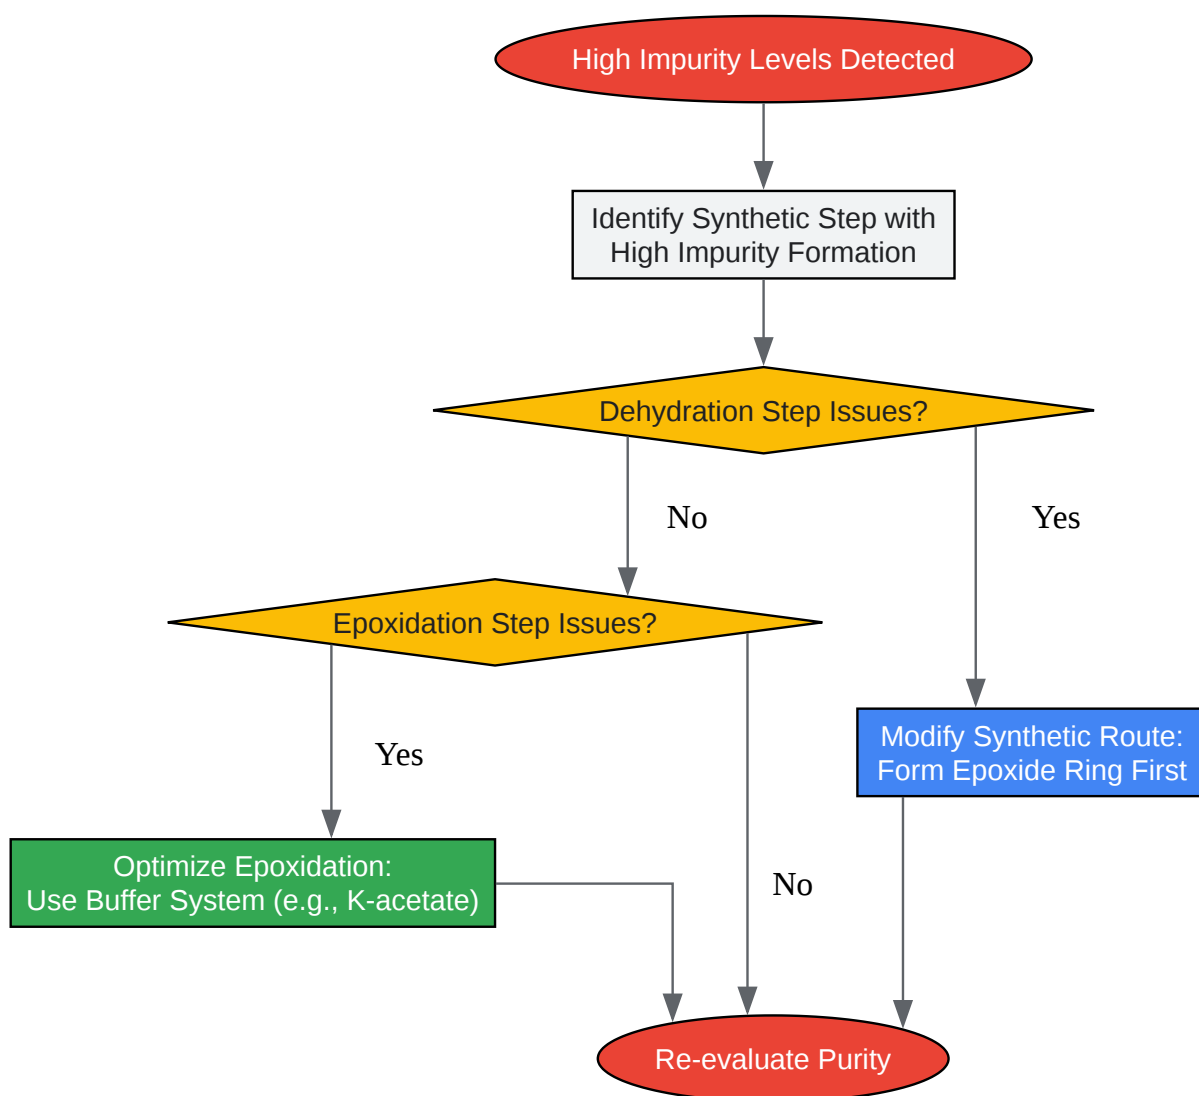 High Impurity Levels Detected
Identify Synthetic Step with
High Impurity Formation
Dehydration Step Issues?
No
Yes
Epoxidation Step Issues?
Yes
Modify Synthetic Route:
Form Epoxide Ring First
Optimize Epoxidation:
Use Buffer System (e.g., K-acetate)
No
Re-evaluate Purity